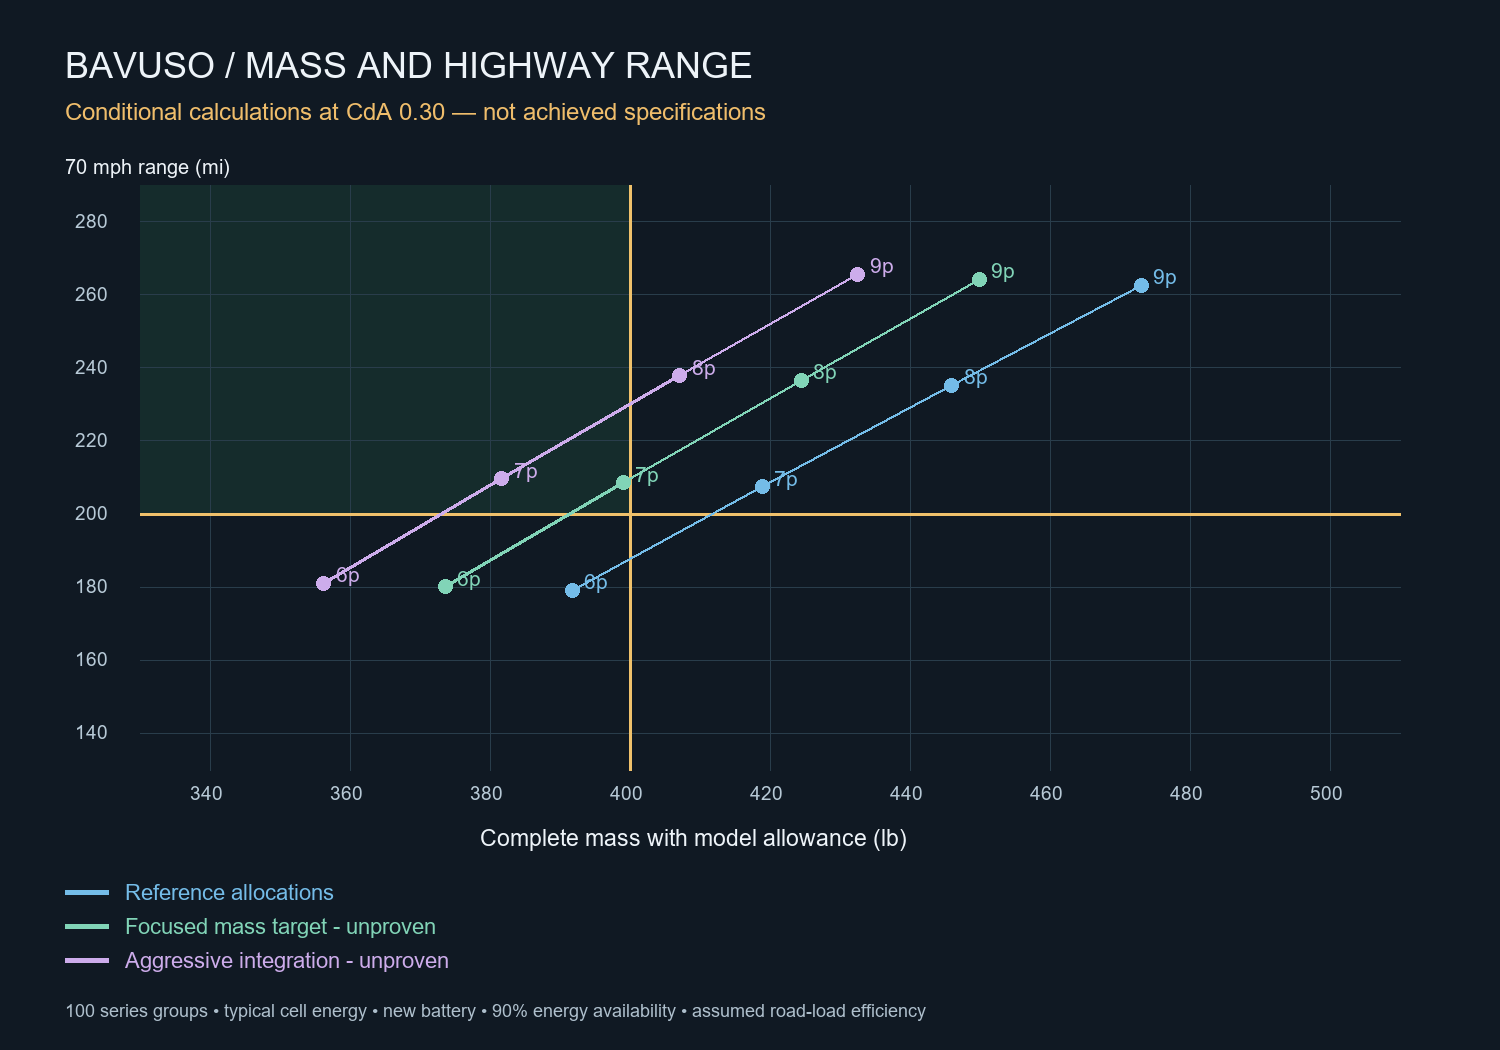 BAVUSO / MASS AND HIGHWAY RANGE
Conditional calculations at CdA 0.30 — not achieved specifications
70 mph range (mi)
280
9p
9p
9p
260
240
8p
8p
8p
220
7p
7p
7p
200
6p
6p
6p
180
160
140
340 360 380 400 420 440 460 480 500
Complete mass with model allowance (lb)
Reference allocations
Focused mass target - unproven
Aggressive integration - unproven
100 series groups • typical cell energy • new battery • 90% energy availability • assumed road-load efficiency